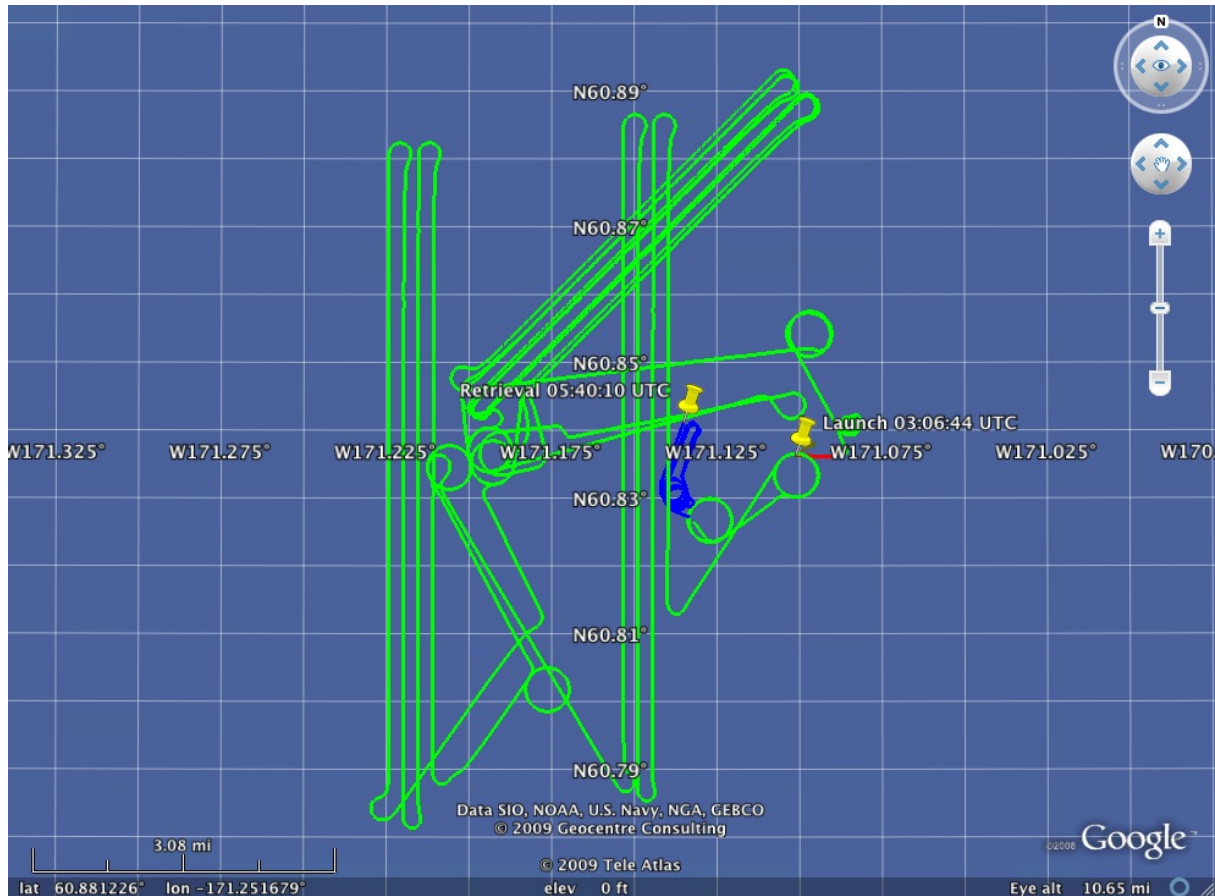 N
N60.89°
N60.87°
N60.85°
Retrieval 05:40:10 UTC
Launch 03:06:44 UTC
W171.325° W171.275° W171.225° W171.175° W171.125° W171.075° W171.025° W170.
N60.83°
N60.81°
N60.79°
Data SIO, NOAA, U.S. Navy, NGA, GEBCO
© 2009 Geocentre Consulting
3.08 mi
©2008 Google™
© 2009 Tele Atlas
lat 60.881226° lon -171.251679° elev 0 ft Eye alt 10.65 mi